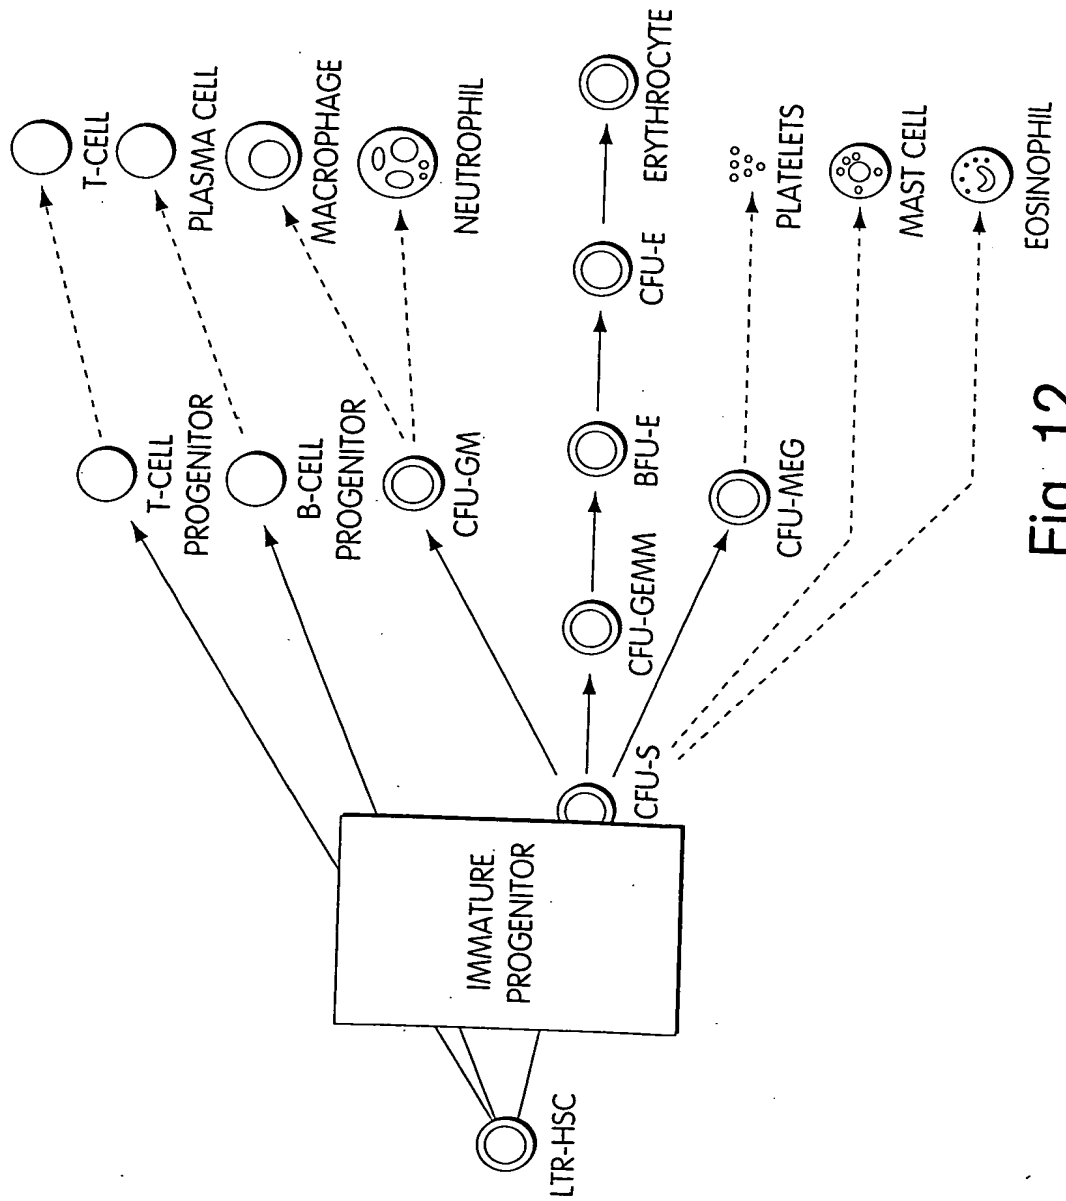 LTR-HSC
IMMATURE
PROGENITOR
CFU-S
T-CELL
PROGENITOR
B-CELL
PROGENITOR
CFU-GM
CFU-GEMM
BFU-E
CFU-E
ERYTHROCYTE
CFU-MEG
T-CELL
PLASMA CELL
MACROPHAGE
NEUTROPHIL
PLATELETS
MAST CELL
EOSINOPHIL
Fig. 12